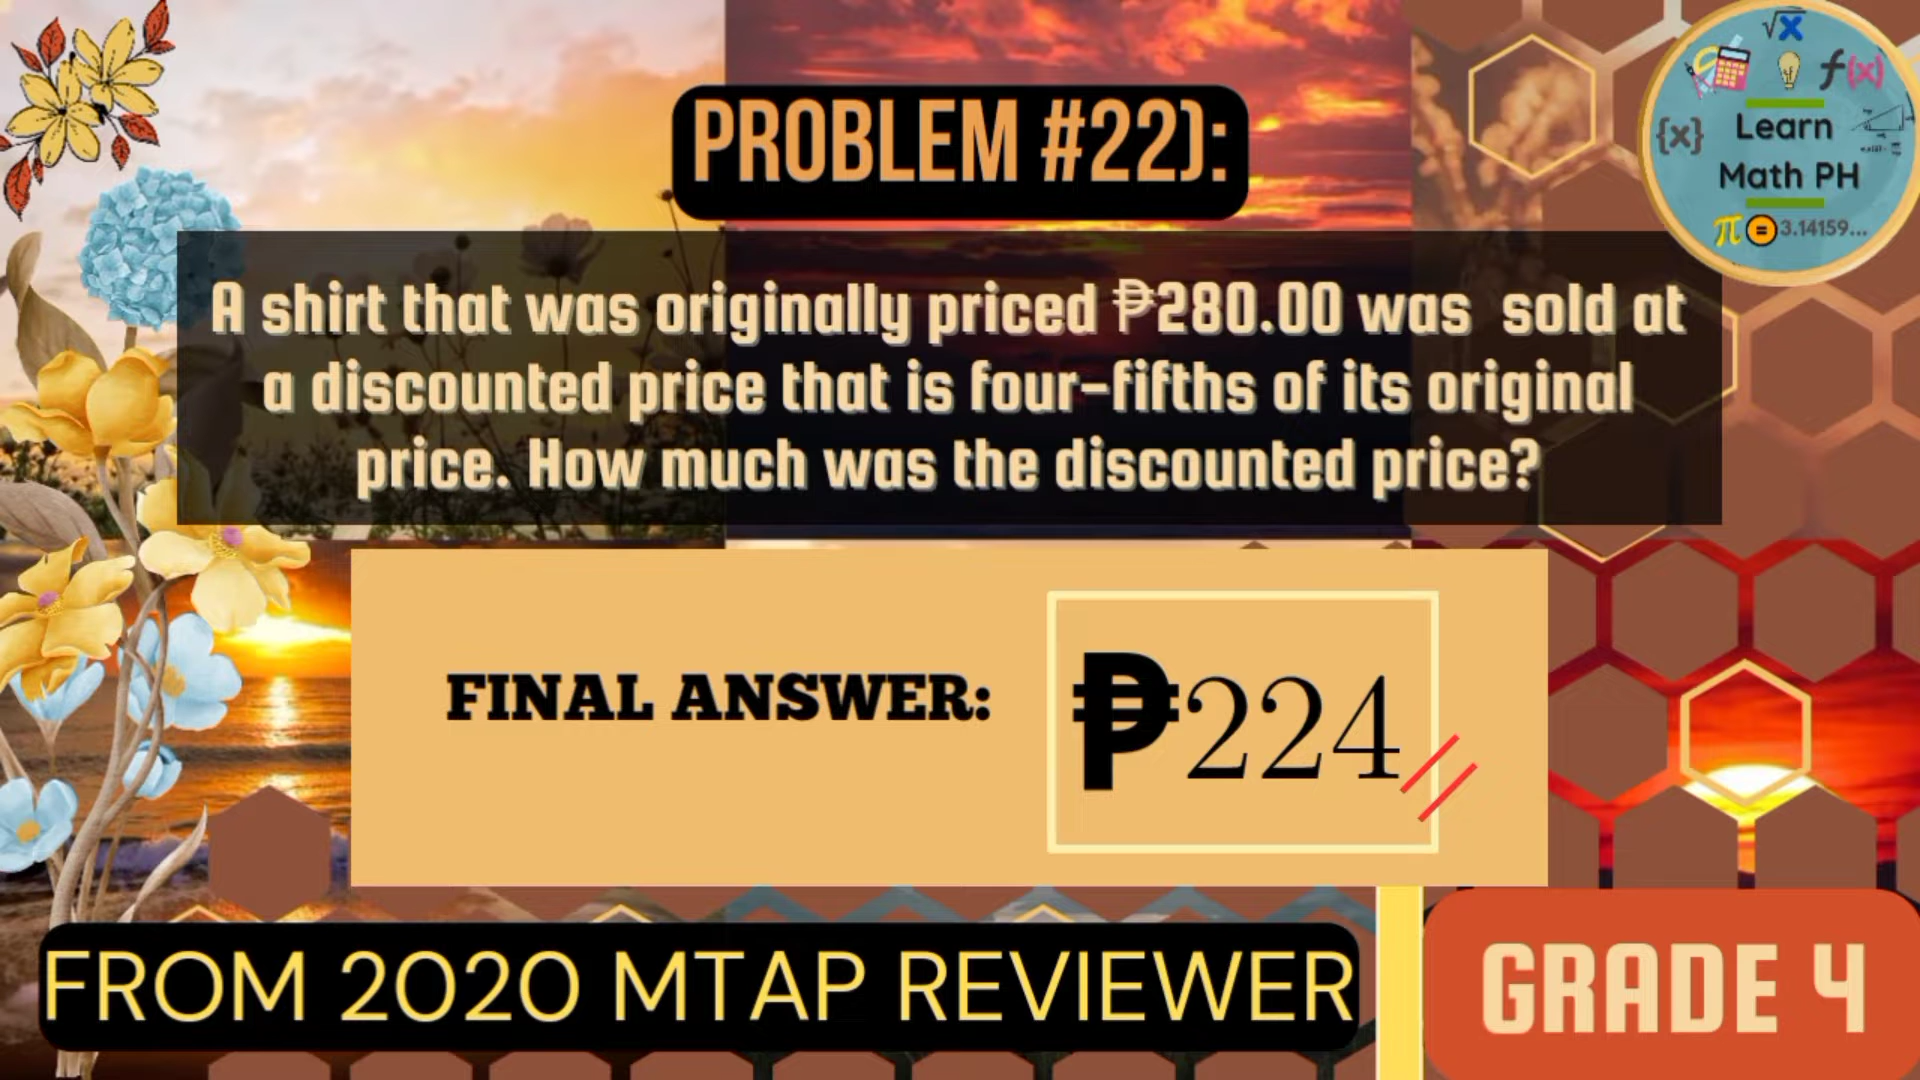 PROBLEM #22):
√x
f(x)
{x}
Learn
Math PH
π = 3.14159...
A shirt that was originally priced ₱280.00 was sold at
a discounted price that is four-fifths of its original
price. How much was the discounted price?
FINAL ANSWER: ₱224
FROM 2020 MTAP REVIEWER
GRADE 4